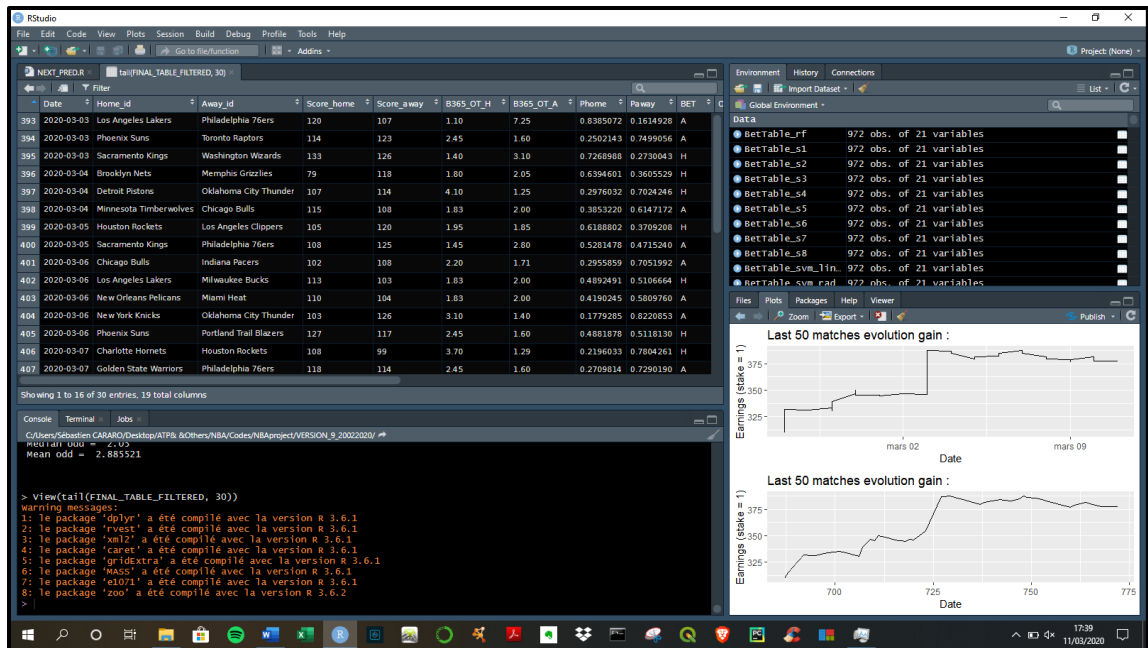 RStudio
File Edit Code View Plots Session Build Debug Profile Tools Help
Go to file/function Addins
Project: (None)
NEXT_PRED.R tail(FINAL_TABLE_FILTERED, 30)
Filter
Date Home_id Away_id Score_home Score_away B365_OT_H B365_OT_A Phome Paway BET
393 2020-03-03 Los Angeles Lakers Philadelphia 76ers 120 107 1.10 7.25 0.8385072 0.1614928 A
394 2020-03-03 Phoenix Suns Toronto Raptors 114 123 2.45 1.60 0.2502143 0.7499056 A
395 2020-03-03 Sacramento Kings Washington Wizards 133 126 1.40 3.10 0.7268988 0.2730043 H
396 2020-03-04 Brooklyn Nets Memphis Grizzlies 79 118 1.80 2.05 0.6394601 0.3605529 H
397 2020-03-04 Detroit Pistons Oklahoma City Thunder 107 114 4.10 1.25 0.2976032 0.7024246 H
398 2020-03-04 Minnesota Timberwolves Chicago Bulls 115 108 1.83 2.00 0.3853220 0.6147172 A
399 2020-03-05 Houston Rockets Los Angeles Clippers 105 120 1.95 1.85 0.6188802 0.3709208 H
400 2020-03-05 Sacramento Kings Philadelphia 76ers 108 125 1.45 2.80 0.5281478 0.4715240 A
401 2020-03-06 Chicago Bulls Indiana Pacers 102 108 2.20 1.71 0.2955859 0.7051992 A
402 2020-03-06 Los Angeles Lakers Milwaukee Bucks 113 103 1.83 2.00 0.4892491 0.5106664 H
403 2020-03-06 New Orleans Pelicans Miami Heat 110 104 1.83 2.00 0.4190245 0.5809760 A
404 2020-03-06 New York Knicks Oklahoma City Thunder 103 126 3.10 1.40 0.1779285 0.8220853 A
405 2020-03-06 Phoenix Suns Portland Trail Blazers 127 117 2.45 1.60 0.4881878 0.5118130 H
406 2020-03-07 Charlotte Hornets Houston Rockets 108 99 3.70 1.29 0.2196033 0.7804261 H
407 2020-03-07 Golden State Warriors Philadelphia 76ers 118 114 2.45 1.60 0.2709814 0.7290190 A
Showing 1 to 16 of 30 entries, 19 total columns
Console Terminal Jobs
C:/Users/Sébastien CARARO/Desktop/ATP& &Others/NBA/Codes/NBAproject/VERSION_9_20022020/
Median odd = 2.05
Mean odd = 2.885521
> View(tail(FINAL_TABLE_FILTERED, 30))
Warning messages:
1: le package ‘dplyr’ a été compilé avec la version R 3.6.1
2: le package ‘rvest’ a été compilé avec la version R 3.6.1
3: le package ‘xml2’ a été compilé avec la version R 3.6.1
4: le package ‘caret’ a été compilé avec la version R 3.6.1
5: le package ‘gridExtra’ a été compilé avec la version R 3.6.1
6: le package ‘MASS’ a été compilé avec la version R 3.6.1
7: le package ‘e1071’ a été compilé avec la version R 3.6.1
8: le package ‘zoo’ a été compilé avec la version R 3.6.2
>
Environment History Connections
Import Dataset List
Global Environment
Data
BetTable_rf 972 obs. of 21 variables
BetTable_s1 972 obs. of 21 variables
BetTable_s2 972 obs. of 21 variables
BetTable_s3 972 obs. of 21 variables
BetTable_s4 972 obs. of 21 variables
BetTable_s5 972 obs. of 21 variables
BetTable_s6 972 obs. of 21 variables
BetTable_s7 972 obs. of 21 variables
BetTable_s8 972 obs. of 21 variables
BetTable_svm_lin… 972 obs. of 21 variables
BetTable_svm_rad 972 obs. of 21 variables
Files Plots Packages Help Viewer
Zoom Export Publish
Last 50 matches evolution gain :
Earnings (stake = 1)
375
350
325
mars 02 mars 09
Date
Last 50 matches evolution gain :
Earnings (stake = 1)
375
350
325
700 725 750 775
Date
17:39
11/03/2020